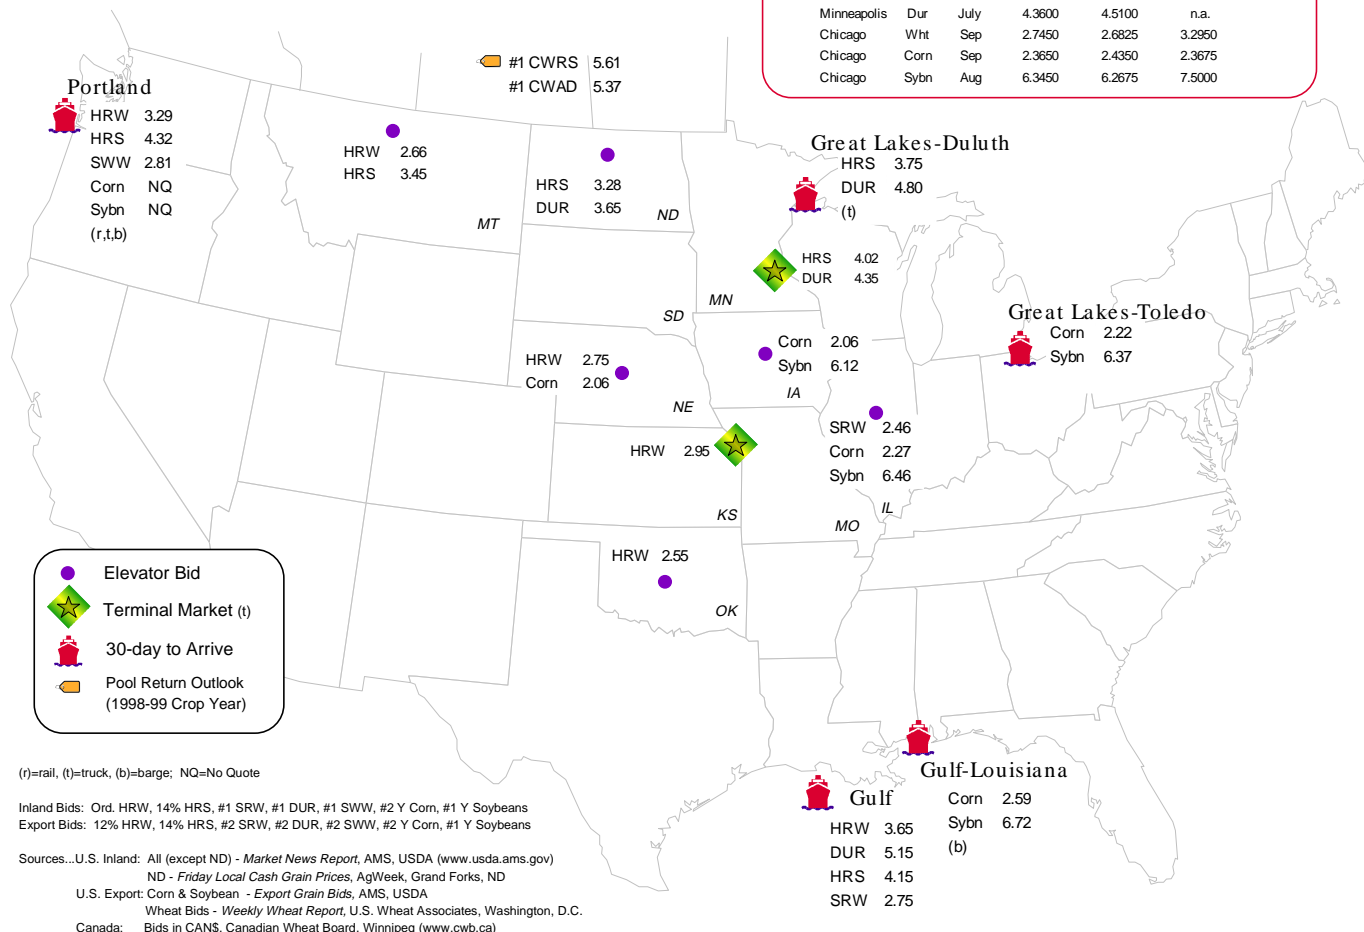 Minneapolis Dur July 4.3600 4.5100 n.a.
Chicago Wht Sep 2.7450 2.6825 3.2950
Chicago Corn Sep 2.3650 2.4350 2.3675
Chicago Sybn Aug 6.3450 6.2675 7.5000
#1 CWRS 5.61
#1 CWAD 5.37
Portland
HRW 3.29
HRS 4.32
SWW 2.81
Corn NQ
Sybn NQ
(r,t,b)
HRW 2.66
HRS 3.45
MT
HRS 3.28
DUR 3.65
ND
Great Lakes-Duluth
HRS 3.75
DUR 4.80
(t)
HRS 4.02
DUR 4.35
MN
SD
Great Lakes-Toledo
Corn 2.22
Sybn 6.37
HRW 2.75
Corn 2.06
NE
Corn 2.06
Sybn 6.12
IA
SRW 2.46
Corn 2.27
Sybn 6.46
IL
HRW 2.95
KS
MO
HRW 2.55
OK
Elevator Bid
Terminal Market (t)
30-day to Arrive
Pool Return Outlook
(1998-99 Crop Year)
Gulf-Louisiana
Corn 2.59
Sybn 6.72
(b)
Gulf
HRW 3.65
DUR 5.15
HRS 4.15
SRW 2.75
(r)=rail, (t)=truck, (b)=barge; NQ=No Quote
Inland Bids: Ord. HRW, 14% HRS, #1 SRW, #1 DUR, #1 SWW, #2 Y Corn, #1 Y Soybeans
Export Bids: 12% HRW, 14% HRS, #2 SRW, #2 DUR, #2 SWW, #2 Y Corn, #1 Y Soybeans
Sources...U.S. Inland: All (except ND) - Market News Report, AMS, USDA (www.usda.ams.gov)
ND - Friday Local Cash Grain Prices, AgWeek, Grand Forks, ND
U.S. Export: Corn & Soybean - Export Grain Bids, AMS, USDA
Wheat Bids - Weekly Wheat Report, U.S. Wheat Associates, Washington, D.C.
Canada: Bids in CAN$, Canadian Wheat Board, Winnipeg (www.cwb.ca)